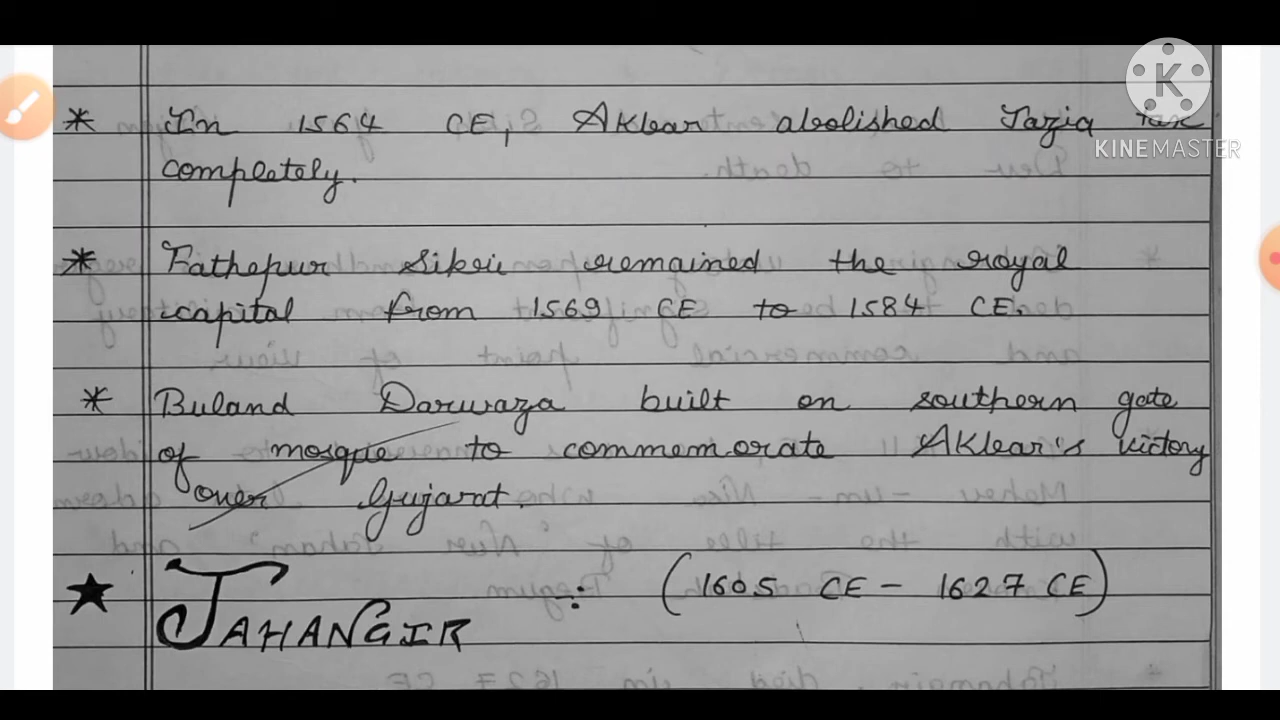 * In 1564 CE, Akbar abolished Jazia tax
completely.
* Fathepur Sikri remained the royal
capital from 1569 CE to 1584 CE.
* Buland Darwaza built on southern gate
of mosque to commemorate Akbar's victory
over Gujarat.
★ JAHANGIR ÷ (1605 CE – 1627 CE)
K
KINEMASTER